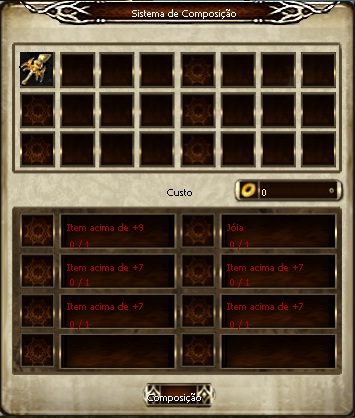 Sistema de Composição
Custo
0
Item acima de +9
0 / 1
Jóia
0 / 1
Item acima de +7
0 / 1
Item acima de +7
0 / 1
Item acima de +7
0 / 1
Item acima de +7
0 / 1
Composição